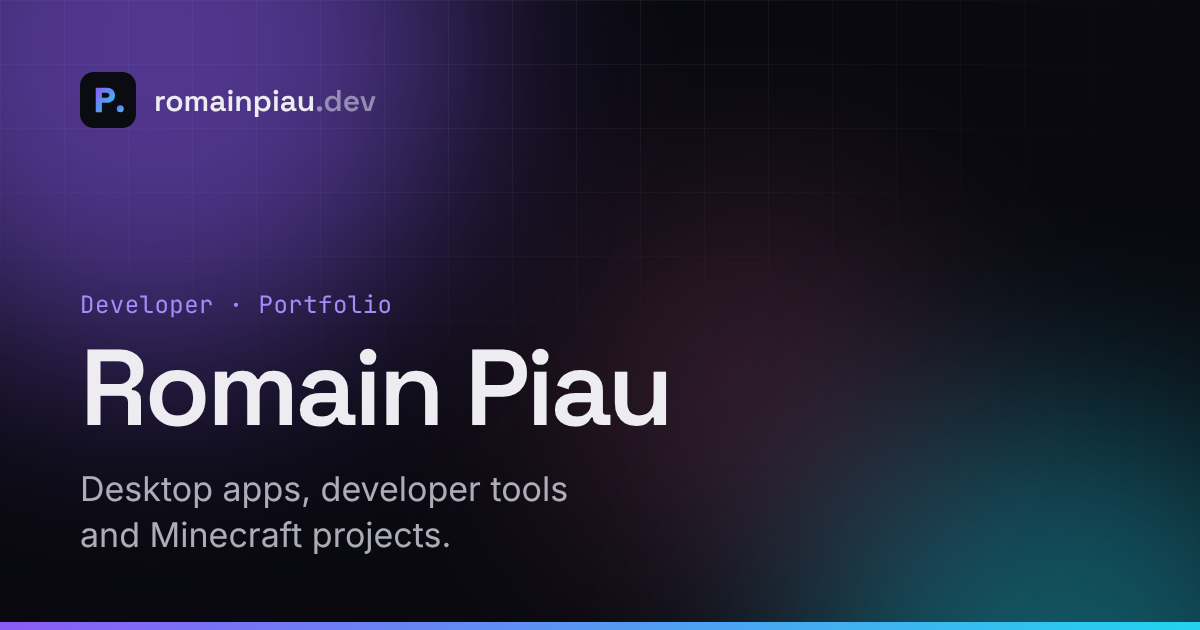 P.
romainpiau.dev
Developer · Portfolio
Romain Piau
Desktop apps, developer tools
and Minecraft projects.